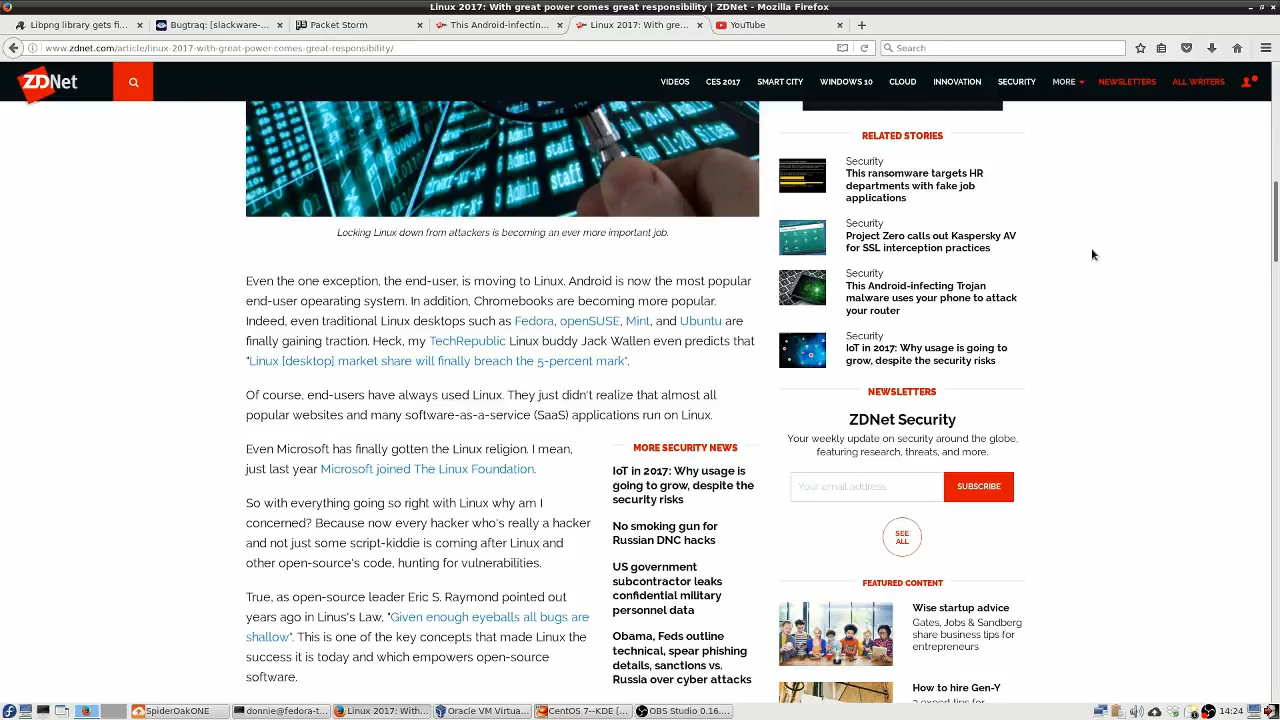 Linux 2017: With great power comes great responsibility | ZDNet - Mozilla Firefox
Libpng library gets fi...
Bugtraq: [slackware-...
Packet Storm
This Android-infectin...
Linux 2017: With gre...
YouTube
www.zdnet.com/article/linux-2017-with-great-power-comes-great-responsibility/
Search
ZDNet
VIDEOS
CES 2017
SMART CITY
WINDOWS 10
CLOUD
INNOVATION
SECURITY
MORE
NEWSLETTERS
ALL WRITERS
Locking Linux down from attackers is becoming an ever more important job.
Even the one exception, the end-user, is moving to Linux. Android is now the most popular
end-user operating system. In addition, Chromebooks are becoming more popular.
Indeed, even traditional Linux desktops such as Fedora, openSUSE, Mint, and Ubuntu are
finally gaining traction. Heck, my TechRepublic Linux buddy Jack Wallen even predicts that
"Linux [desktop] market share will finally breach the 5-percent mark".
Of course, end-users have always used Linux. They just didn't realize that almost all
popular websites and many software-as-a-service (SaaS) applications run on Linux.
Even Microsoft has finally gotten the Linux religion. I mean,
just last year Microsoft joined The Linux Foundation.
So with everything going so right with Linux why am I
concerned? Because now every hacker who's really a hacker
and not just some script-kiddie is coming after Linux and
other open-source's code, hunting for vulnerabilities.
True, as open-source leader Eric S. Raymond pointed out
years ago in Linus's Law, "Given enough eyeballs all bugs are
shallow". This is one of the key concepts that made Linux the
success it is today and which empowers open-source
software.
MORE SECURITY NEWS
IoT in 2017: Why usage is
going to grow, despite the
security risks
No smoking gun for
Russian DNC hacks
US government
subcontractor leaks
confidential military
personnel data
Obama, Feds outline
technical, spear phishing
details, sanctions vs.
Russia over cyber attacks
RELATED STORIES
Security
This ransomware targets HR
departments with fake job
applications
Security
Project Zero calls out Kaspersky AV
for SSL interception practices
Security
This Android-infecting Trojan
malware uses your phone to attack
your router
Security
IoT in 2017: Why usage is going to
grow, despite the security risks
NEWSLETTERS
ZDNet Security
Your weekly update on security around the globe,
featuring research, threats, and more.
Your email address
SUBSCRIBE
SEE
ALL
FEATURED CONTENT
Wise startup advice
Gates, Jobs & Sandberg
share business tips for
entrepreneurs
How to hire Gen-Y
SpiderOakONE
donnie@fedora-t...
Linux 2017: With...
Oracle VM Virtua...
CentOS 7--KDE [...
OBS Studio 0.16....
14:24